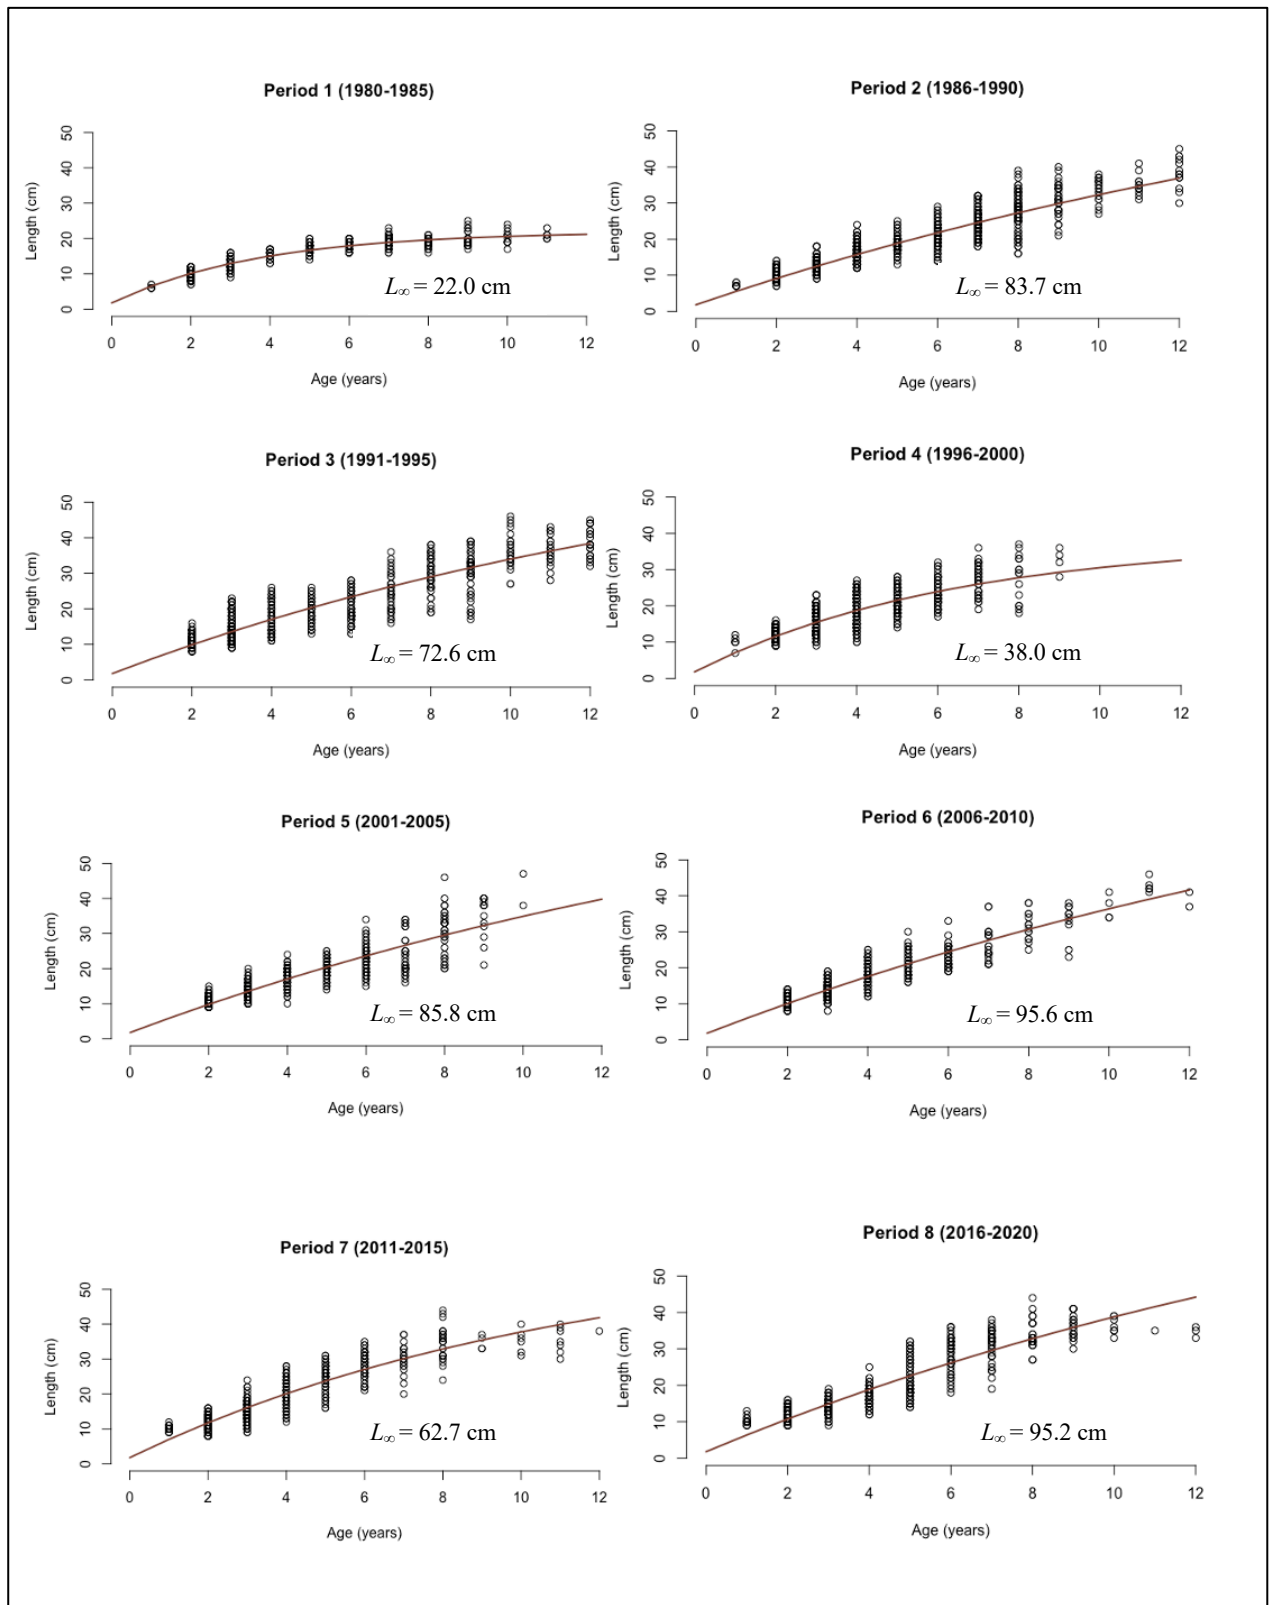 Period 1 (1980-1985)
Length (cm)
50
40
30
20
10
0
L∞ = 22.0 cm
0 2 4 6 8 10 12
Age (years)
Period 2 (1986-1990)
Length (cm)
50
40
30
20
10
0
L∞ = 83.7 cm
0 2 4 6 8 10 12
Age (years)
Period 3 (1991-1995)
Length (cm)
50
40
30
20
10
0
L∞ = 72.6 cm
0 2 4 6 8 10 12
Age (years)
Period 4 (1996-2000)
Length (cm)
50
40
30
20
10
0
L∞ = 38.0 cm
0 2 4 6 8 10 12
Age (years)
Period 5 (2001-2005)
Length (cm)
50
40
30
20
10
0
L∞ = 85.8 cm
0 2 4 6 8 10 12
Age (years)
Period 6 (2006-2010)
Length (cm)
50
40
30
20
10
0
L∞ = 95.6 cm
0 2 4 6 8 10 12
Age (years)
Period 7 (2011-2015)
Length (cm)
50
40
30
20
10
0
L∞ = 62.7 cm
0 2 4 6 8 10 12
Age (years)
Period 8 (2016-2020)
Length (cm)
50
40
30
20
10
0
L∞ = 95.2 cm
0 2 4 6 8 10 12
Age (years)